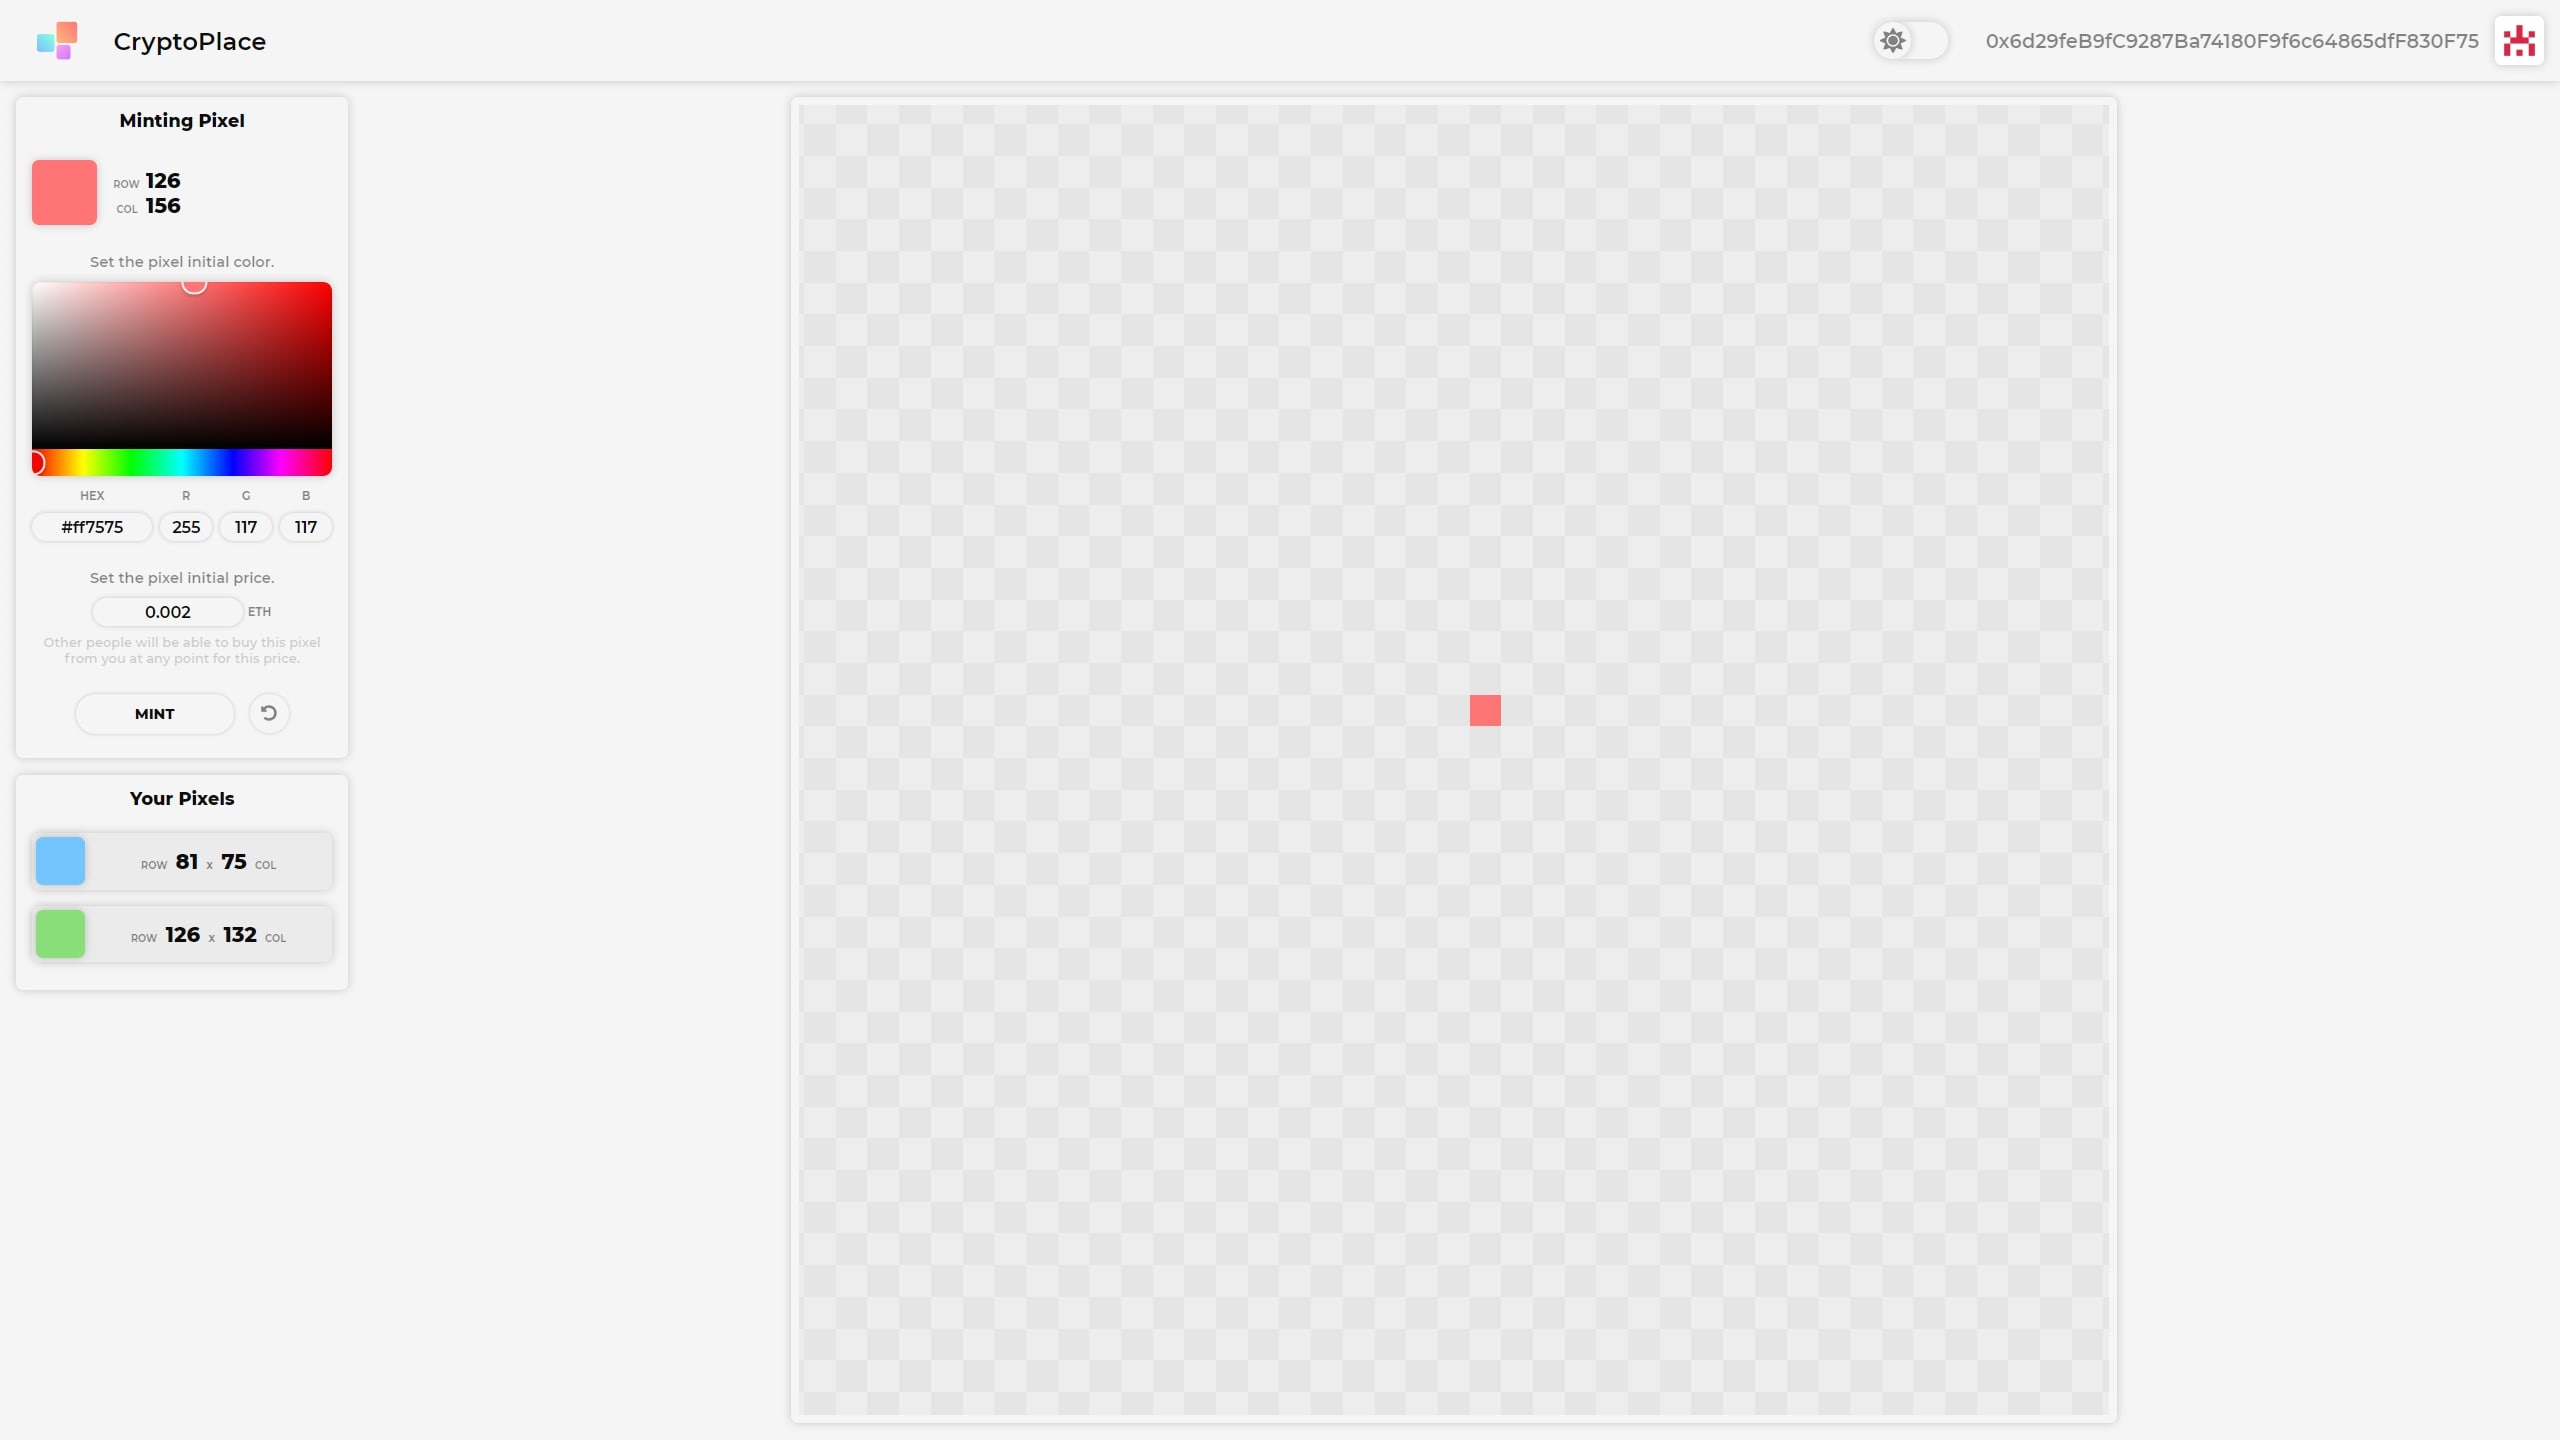 CryptoPlace
0x6d29feB9fC9287Ba74180F9f6c64865dfF830F75
Minting Pixel
ROW 126
COL 156
Set the pixel initial color.
HEX R G B
#ff7575 255 117 117
Set the pixel initial price.
0.002 ETH
Other people will be able to buy this pixel
from you at any point for this price.
MINT
Your Pixels
ROW 81 x 75 COL
ROW 126 x 132 COL